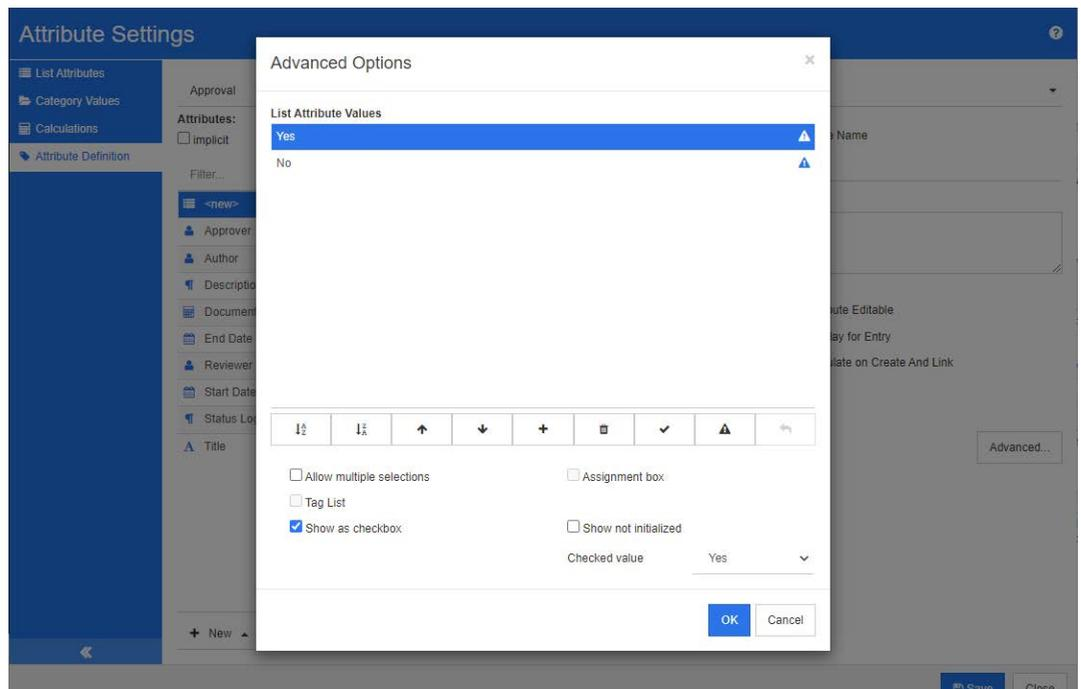 Attribute Settings
List Attributes
Category Values
Calculations
Attribute Definition
Approval
Attributes:
implicit
Filter...
<new>
Approver
Author
Descriptio
Document
End Date
Reviewer
Start Date
Status Log
Title
New
Advanced Options
List Attribute Values
Yes
No
Allow multiple selections
Assignment box
Tag List
Show as checkbox
Show not initialized
Checked value
Yes
OK
Cancel
Name
ute Editable
lay for Entry
ulate on Create And Link
Advanced...
Save
Close